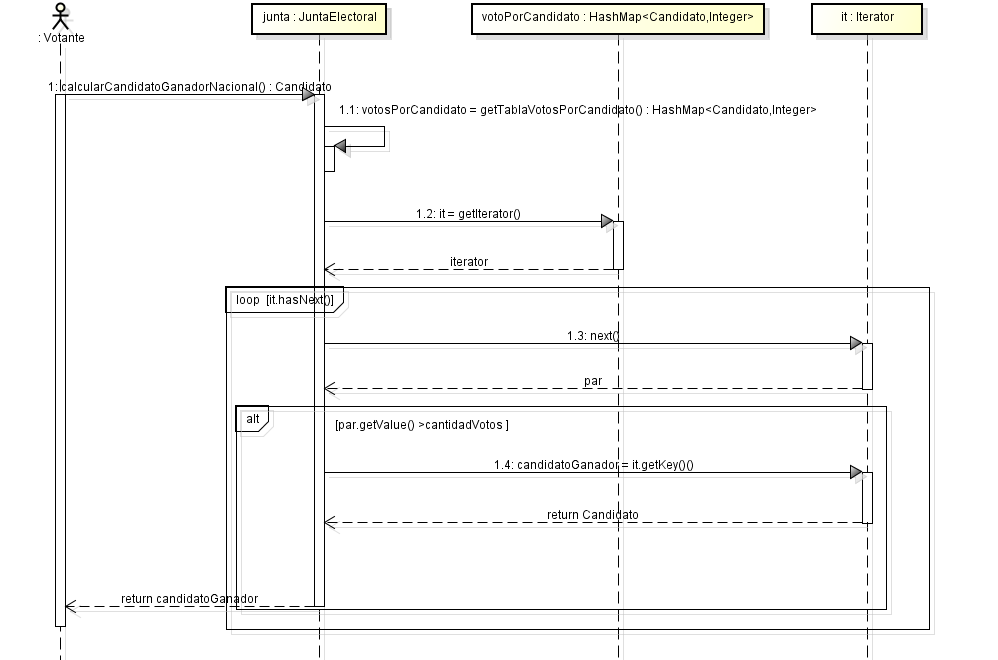 junta : JuntaElectoral
votoPorCandidato : HashMap<Candidato,Integer>
it : Iterator
: Votante
1: calcularCandidatoGanadorNacional() : Candidato
1.1: votosPorCandidato = getTablaVotosPorCandidato() : HashMap<Candidato,Integer>
1.2: it = getIterator()
iterator
loop [it.hasNext()]
1.3: next()
par
alt
[par.getValue() >cantidadVotos ]
1.4: candidatoGanador = it.getKey()()
return Candidato
return candidatoGanador